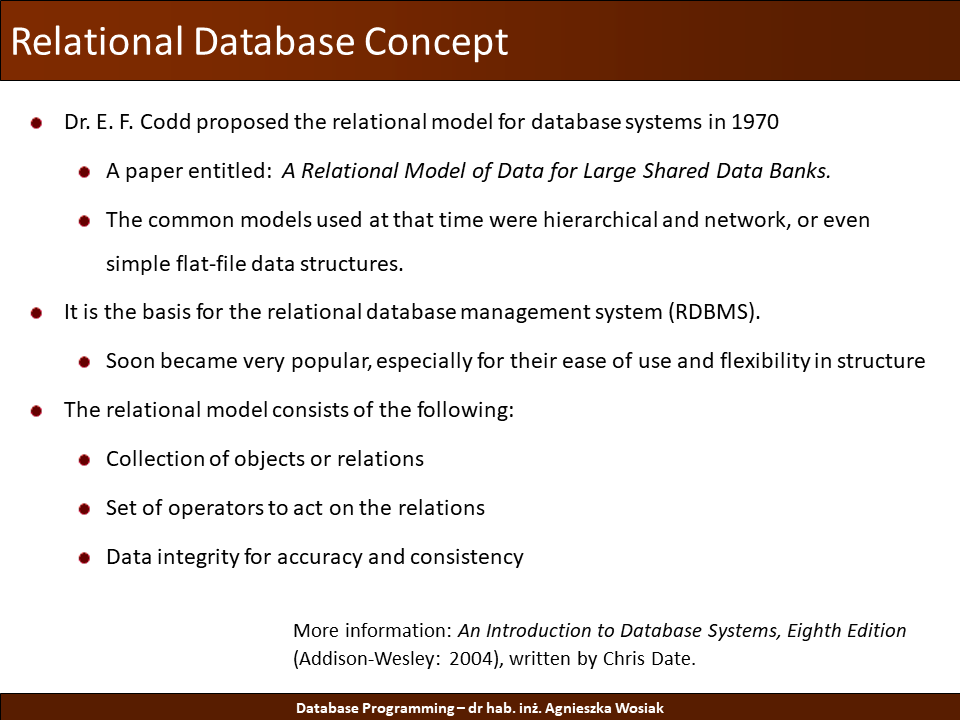 Relational Database Concept
Dr. E. F. Codd proposed the relational model for database systems in 1970
A paper entitled: A Relational Model of Data for Large Shared Data Banks.
The common models used at that time were hierarchical and network, or even
simple flat-file data structures.
It is the basis for the relational database management system (RDBMS).
Soon became very popular, especially for their ease of use and flexibility in structure
The relational model consists of the following:
Collection of objects or relations
Set of operators to act on the relations
Data integrity for accuracy and consistency
More information: An Introduction to Database Systems, Eighth Edition
(Addison-Wesley: 2004), written by Chris Date.
Database Programming – dr hab. inż. Agnieszka Wosiak